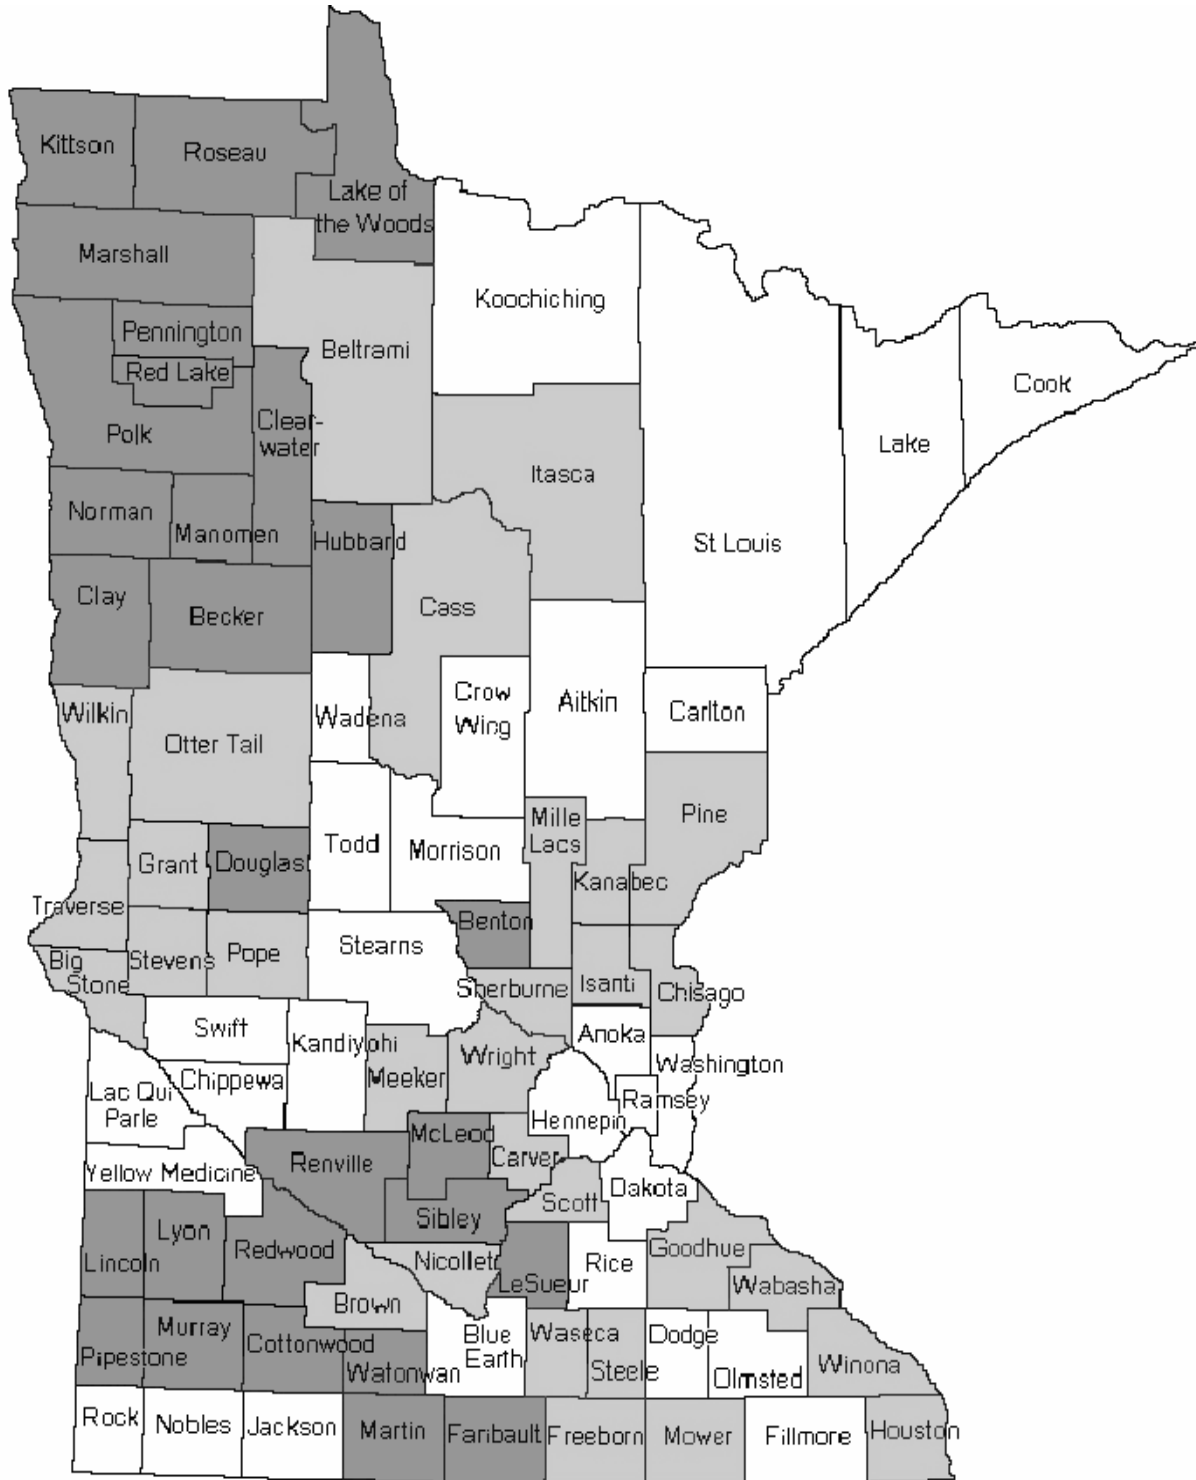 Kittson
Roseau
Lake of
the Woods
Marshall
Koochiching
Pennington
Beltrami
Red Lake
Cook
Clear-
water
Polk
Lake
Itasca
Norman
Manomen
Hubbard
St Louis
Clay
Becker
Cass
Wilkin
Otter Tail
Wadena
Crow
Wing
Aitkin
Carlton
Mille
Lacs
Pine
Grant
Douglas
Todd
Morrison
Kanabec
Traverse
Benton
Big
Stone
Stevens
Pope
Stearns
Sherburne
Isanti
Chisago
Swift
Kandiyohi
Anoka
Wright
Washington
Chippewa
Meeker
Lac Qui
Parle
Ramsey
Hennepin
McLeod
Carver
Yellow Medicine
Renville
Dakota
Scott
Sibley
Lyon
Redwood
Lincoln
Nicollet
LeSueur
Rice
Goodhue
Wabasha
Brown
Murray
Pipestone
Cottonwood
Watonwan
Blue
Earth
Waseca
Steele
Dodge
Olmsted
Winona
Rock
Nobles
Jackson
Martin
Faribault
Freeborn
Mower
Fillmore
Houston